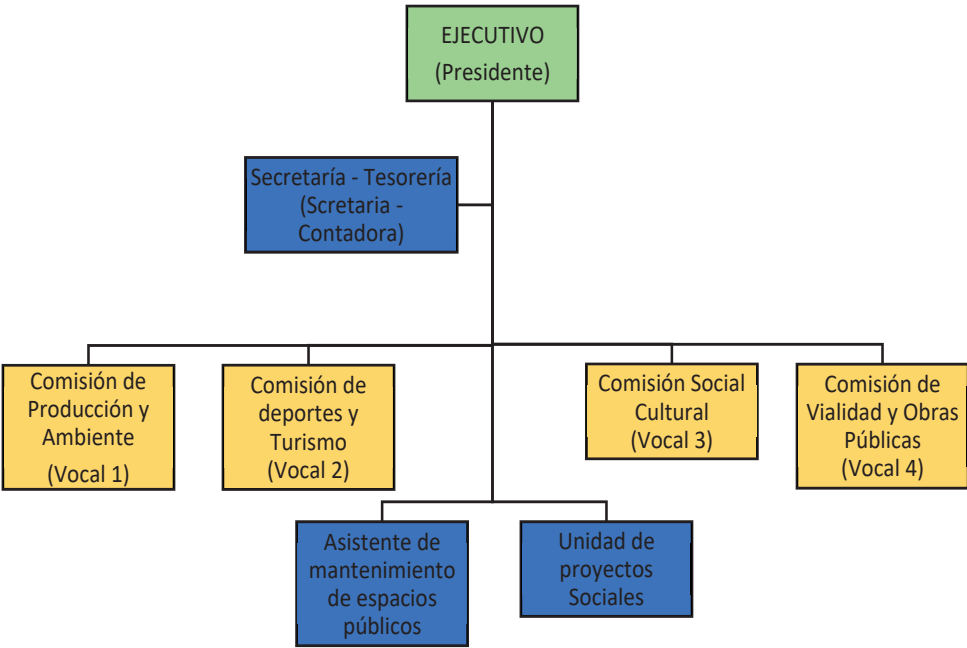 EJECUTIVO
(Presidente)
Secretaría - Tesorería
(Scretaria -
Contadora)
Comisión de
Producción y
Ambiente
(Vocal 1)
Comisión de
deportes y
Turismo
(Vocal 2)
Comisión Social
Cultural
(Vocal 3)
Comisión de
Vialidad y Obras
Públicas
(Vocal 4)
Asistente de
mantenimiento
de espacios
públicos
Unidad de
proyectos
Sociales